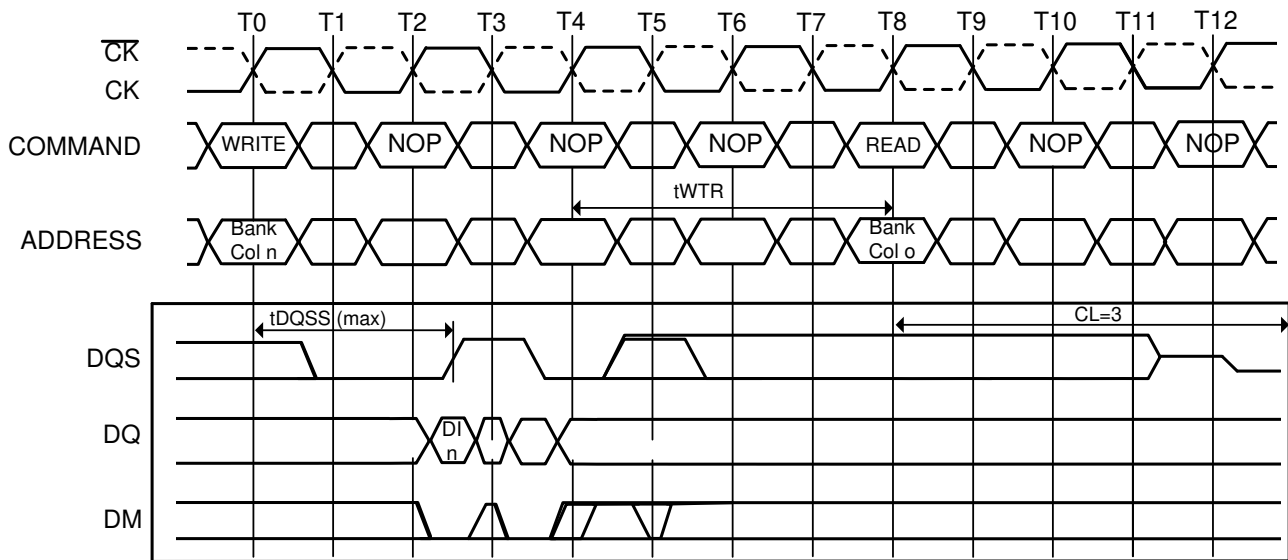 T0 T1 T2 T3 T4 T5 T6 T7 T8 T9 T10 T11 T12
CK
CK
COMMAND WRITE NOP NOP NOP READ NOP NOP
tWTR
ADDRESS Bank Col n Bank Col o
tDQSS (max) CL=3
DQS
DQ DI n
DM